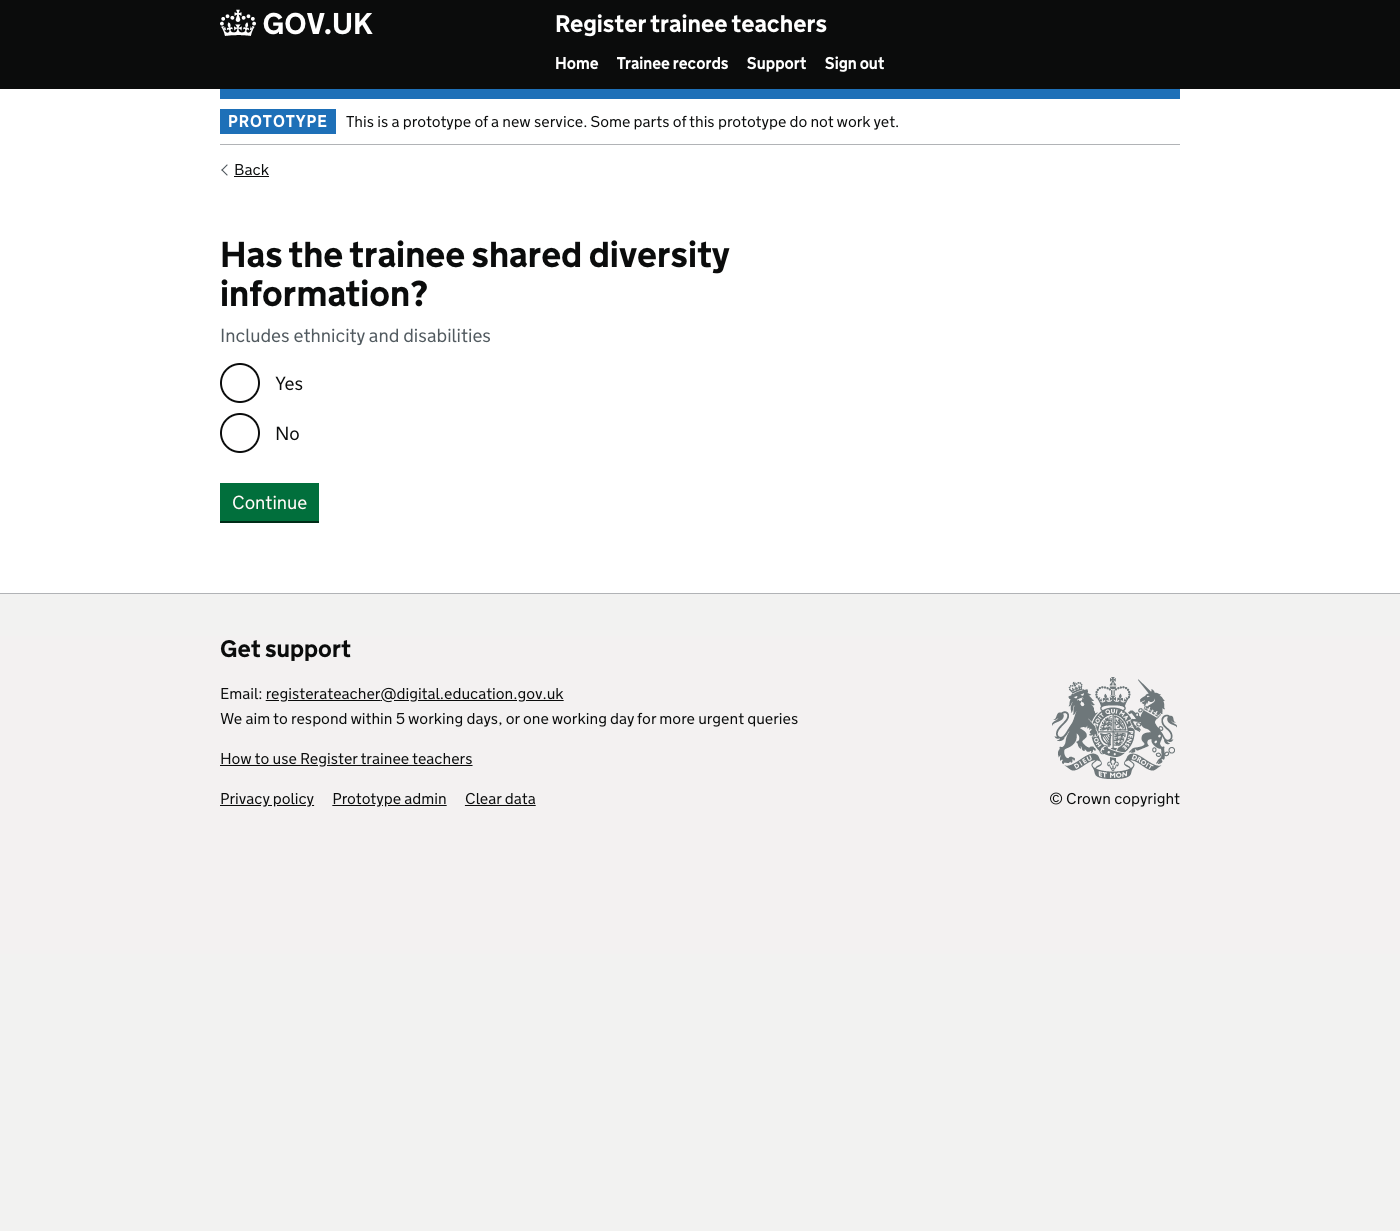 GOV.UK
Register trainee teachers
Home Trainee records Support Sign out
PROTOTYPE This is a prototype of a new service. Some parts of this prototype do not work yet.
Back
Has the trainee shared diversity
information?
Includes ethnicity and disabilities
Yes
No
Continue
Get support
Email: registerateacher@digital.education.gov.uk
We aim to respond within 5 working days, or one working day for more urgent queries
How to use Register trainee teachers
Privacy policy Prototype admin Clear data
DIEU ET MON DROIT
© Crown copyright